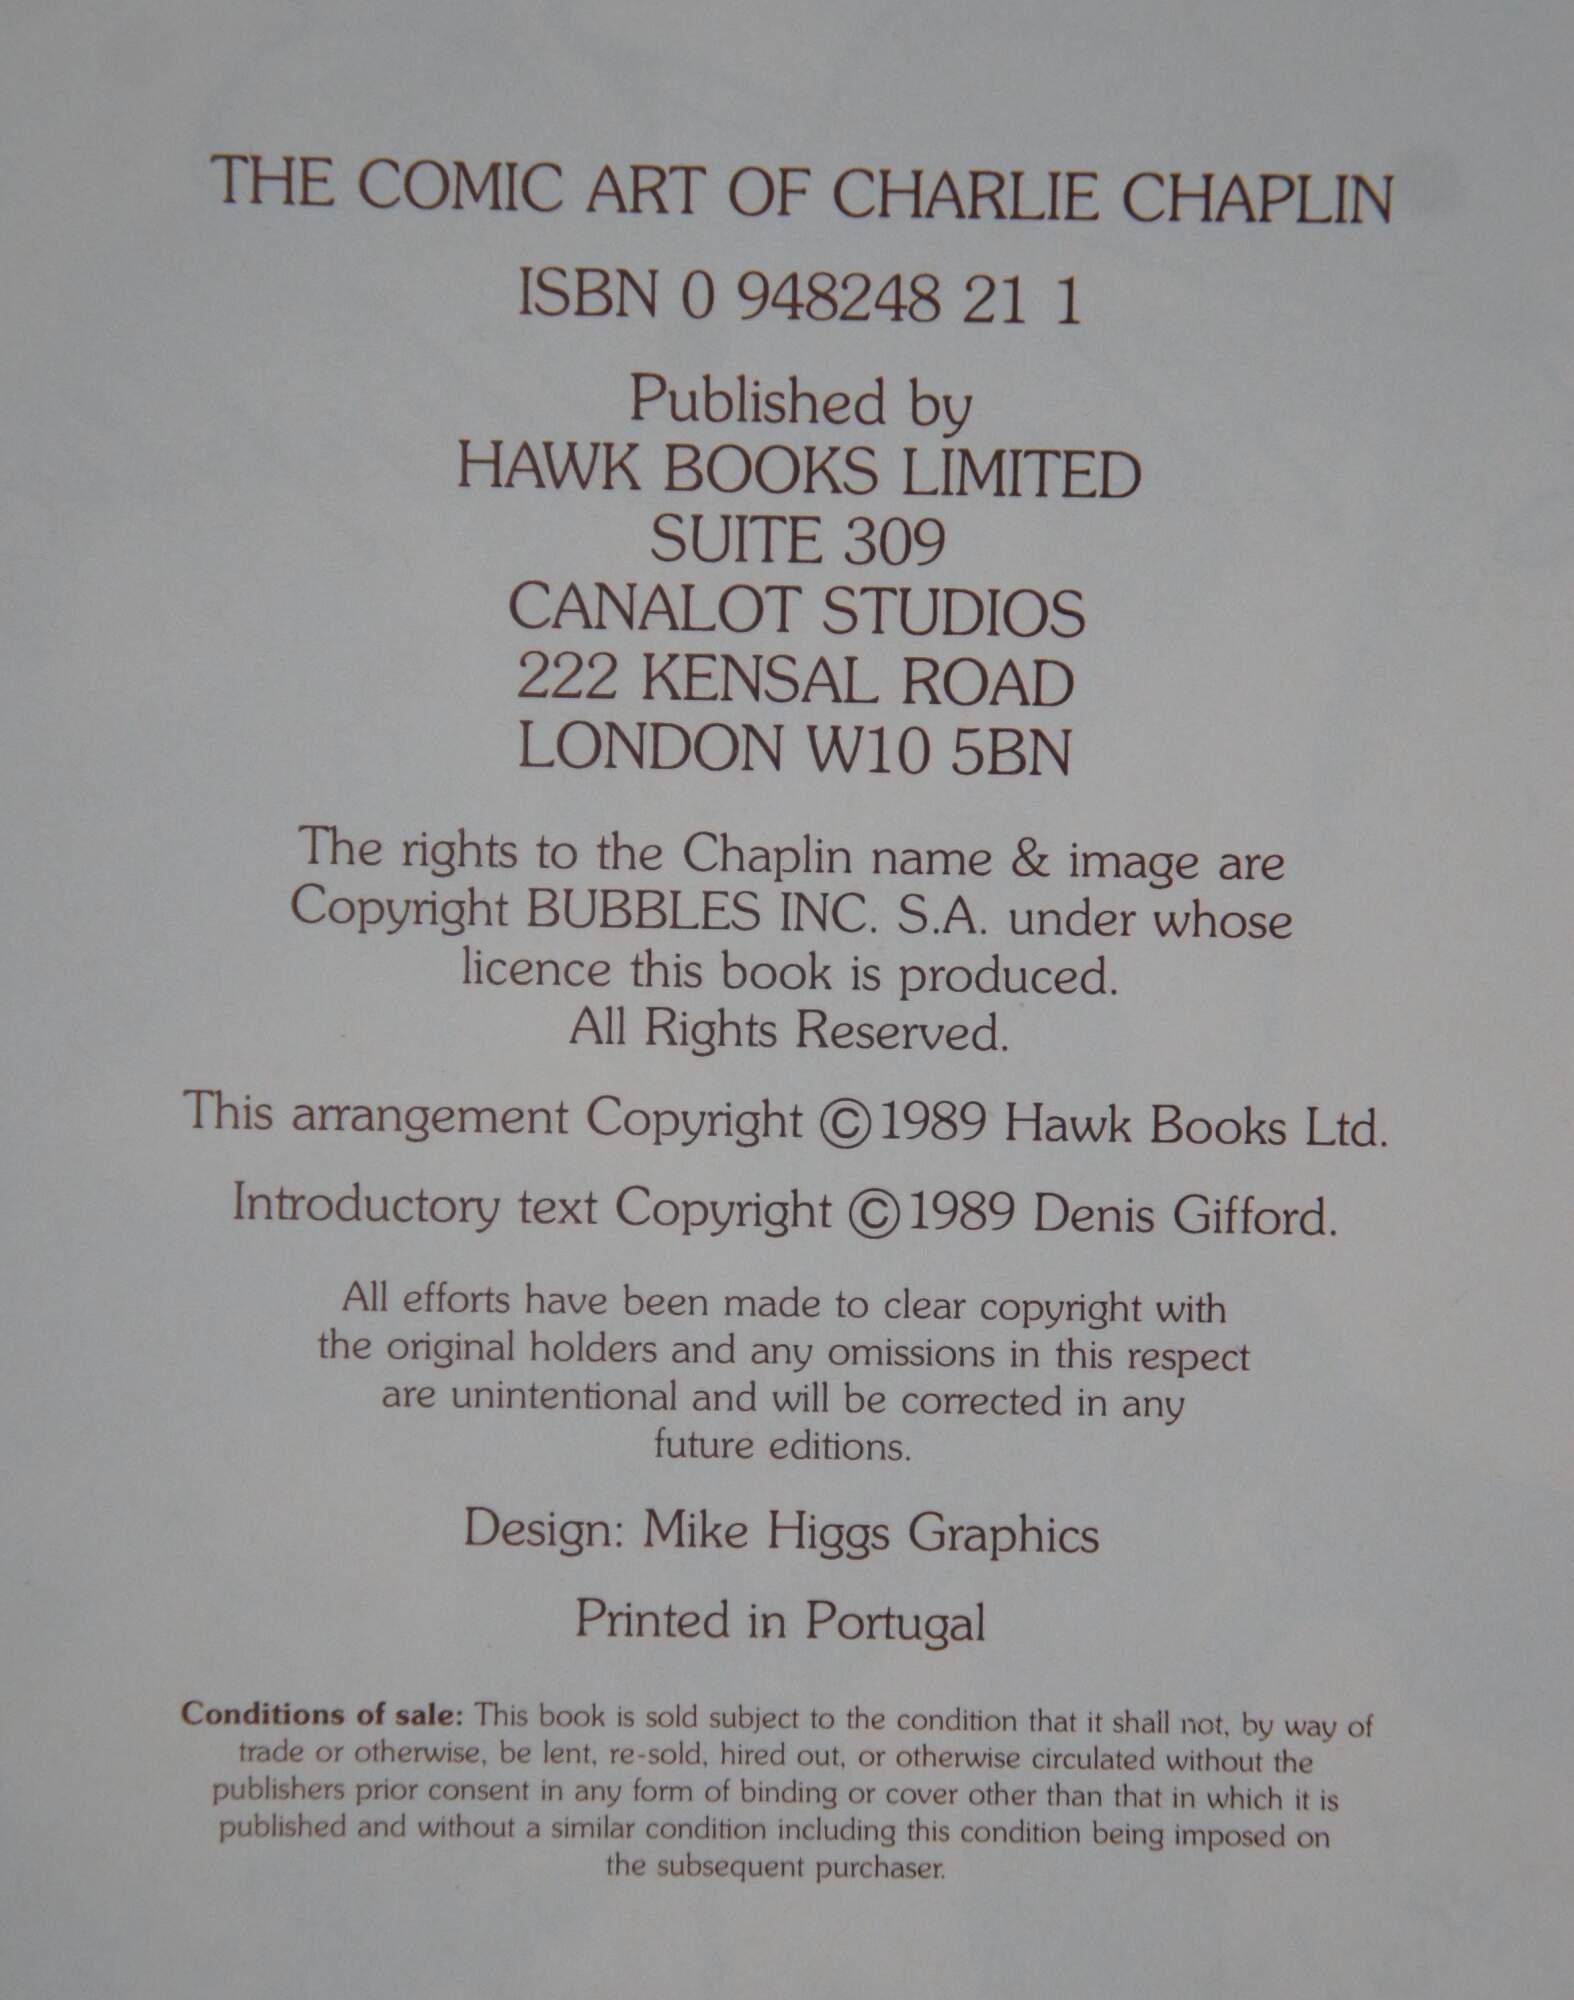 THE COMIC ART OF CHARLIE CHAPLIN
ISBN 0 948248 21 1
Published by
HAWK BOOKS LIMITED
SUITE 309
CANALOT STUDIOS
222 KENSAL ROAD
LONDON W10 5BN
The rights to the Chaplin name & image are
Copyright BUBBLES INC. S.A. under whose
licence this book is produced.
All Rights Reserved.
This arrangement Copyright ©1989 Hawk Books Ltd.
Introductory text Copyright ©1989 Denis Gifford.
All efforts have been made to clear copyright with
the original holders and any omissions in this respect
are unintentional and will be corrected in any
future editions.
Design: Mike Higgs Graphics
Printed in Portugal
Conditions of sale: This book is sold subject to the condition that it shall not, by way of
trade or otherwise, be lent, re-sold, hired out, or otherwise circulated without the
publishers prior consent in any form of binding or cover other than that in which it is
published and without a similar condition including this condition being imposed on
the subsequent purchaser.